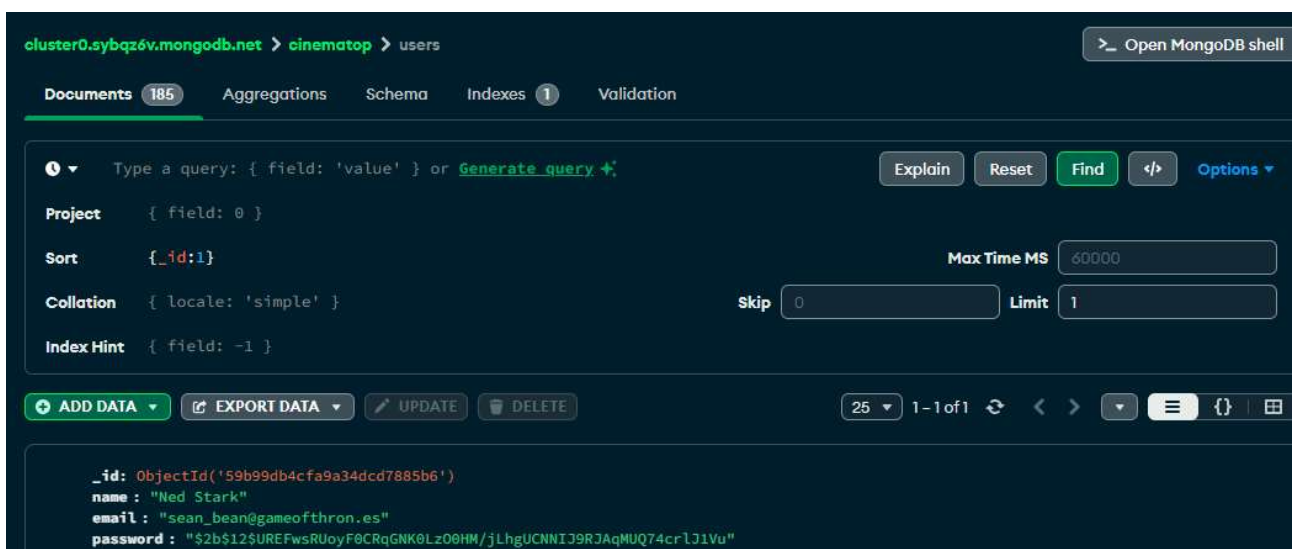 cluster0.sybqz6v.mongodb.net > cinematop > users
>_ Open MongoDB shell
Documents 185 Aggregations Schema Indexes 1 Validation
Type a query: { field: 'value' } or Generate query
Explain Reset Find </> Options
Project { field: 0 }
Sort {_id:1} Max Time MS 60000
Collation { locale: 'simple' } Skip 0 Limit 1
Index Hint { field: -1 }
ADD DATA EXPORT DATA UPDATE DELETE 25 1-1 of 1 {}
_id: ObjectId('59b99db4cfa9a34dcd7885b6')
name : "Ned Stark"
email : "sean_bean@gameofthron.es"
password : "$2b$12$UREFwsRUoyF0CRqGNK0LzO0HM/jLhgUCNNIJ9RJAqMUQ74crlJ1Vu"